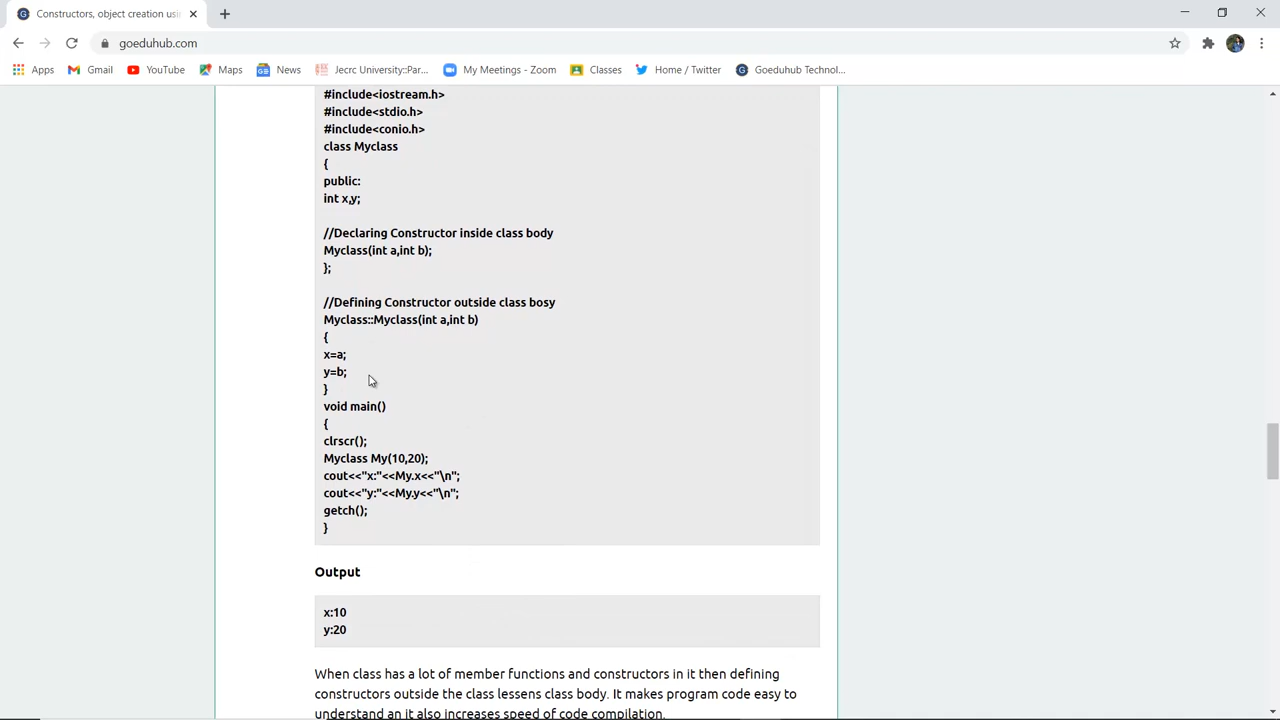 Constructors, object creation usi
goeduhub.com
Apps Gmail YouTube Maps News Jecrc University::Par... My Meetings - Zoom Classes Home / Twitter Goeduhub Technol...
#include<iostream.h>
#include<stdio.h>
#include<conio.h>
class Myclass
{
public:
int x,y;
//Declaring Constructor inside class body
Myclass(int a,int b);
};
//Defining Constructor outside class bosy
Myclass::Myclass(int a,int b)
{
x=a;
y=b;
}
void main()
{
clrscr();
Myclass My(10,20);
cout<<"x:"<<My.x<<"\n";
cout<<"y:"<<My.y<<"\n";
getch();
}
Output
x:10
y:20
When class has a lot of member functions and constructors in it then defining
constructors outside the class lessens class body. It makes program code easy to
understand an it also increases speed of code compilation.